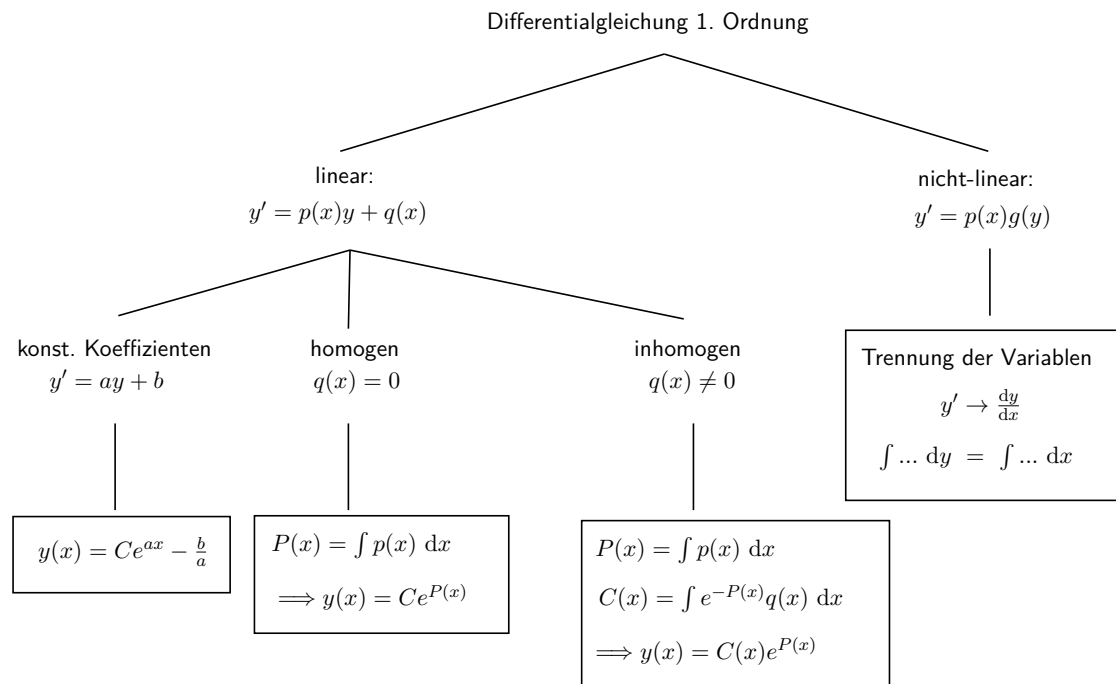 Differentialgleichung 1. Ordnung
linear:
y′ = p(x)y + q(x)
nicht-linear:
y′ = p(x)g(y)
konst. Koeffizienten
y′ = ay + b
homogen
q(x) = 0
inhomogen
q(x) ≠ 0
Trennung der Variablen
y′ → dy/dx
∫ ... dy = ∫ ... dx
y(x) = Ce^{ax} − b/a
P(x) = ∫ p(x) dx
⟹ y(x) = Ce^{P(x)}
P(x) = ∫ p(x) dx
C(x) = ∫ e^{−P(x)}q(x) dx
⟹ y(x) = C(x)e^{P(x)}